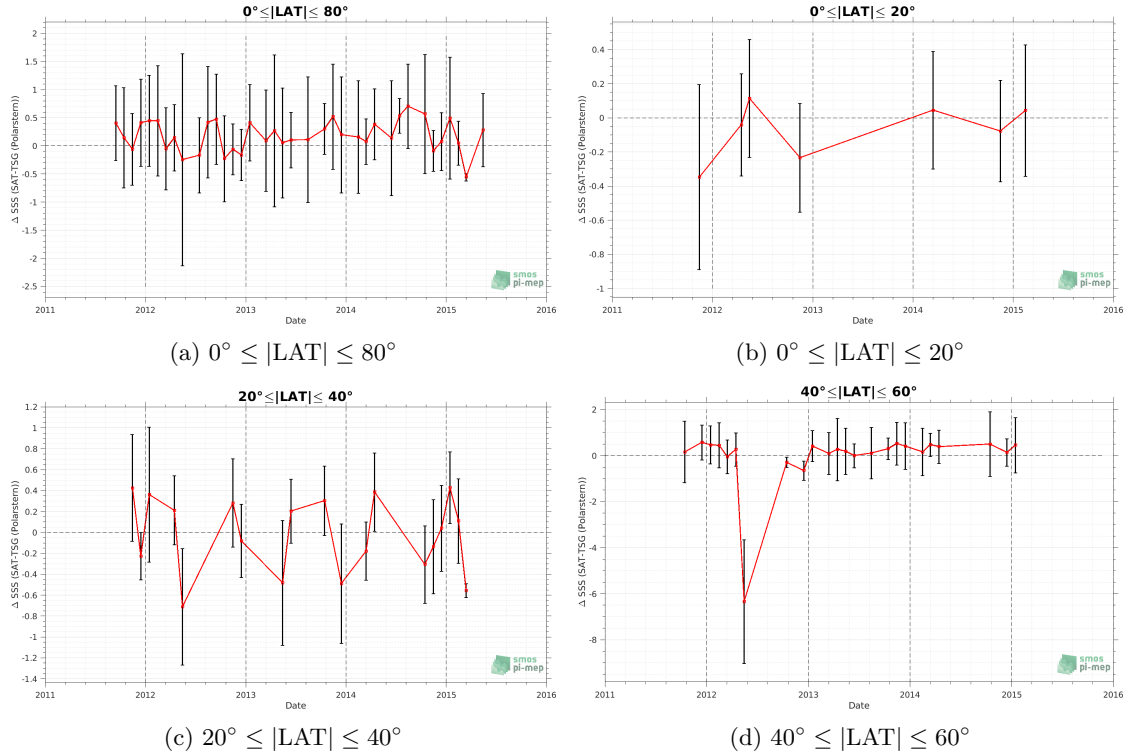 0°≤|LAT|≤ 80°
2
1.5
1
0.5
0
-0.5
-1
-1.5
-2
-2.5
Δ SSS (SAT-TSG (Polarstern))
2011 2012 2013 2014 2015 2016
Date
smos
pi-mep
(a) 0° ≤ |LAT| ≤ 80°
0°≤|LAT|≤ 20°
0.4
0.2
0
-0.2
-0.4
-0.6
-0.8
-1
Δ SSS (SAT-TSG (Polarstern))
2011 2012 2013 2014 2015 2016
Date
smos
pi-mep
(b) 0° ≤ |LAT| ≤ 20°
20°≤|LAT|≤ 40°
1.2
1
0.8
0.6
0.4
0.2
0
-0.2
-0.4
-0.6
-0.8
-1
-1.2
-1.4
Δ SSS (SAT-TSG (Polarstern))
2011 2012 2013 2014 2015 2016
Date
smos
pi-mep
(c) 20° ≤ |LAT| ≤ 40°
40°≤|LAT|≤ 60°
2
0
-2
-4
-6
-8
Δ SSS (SAT-TSG (Polarstern))
2011 2012 2013 2014 2015 2016
Date
smos
pi-mep
(d) 40° ≤ |LAT| ≤ 60°